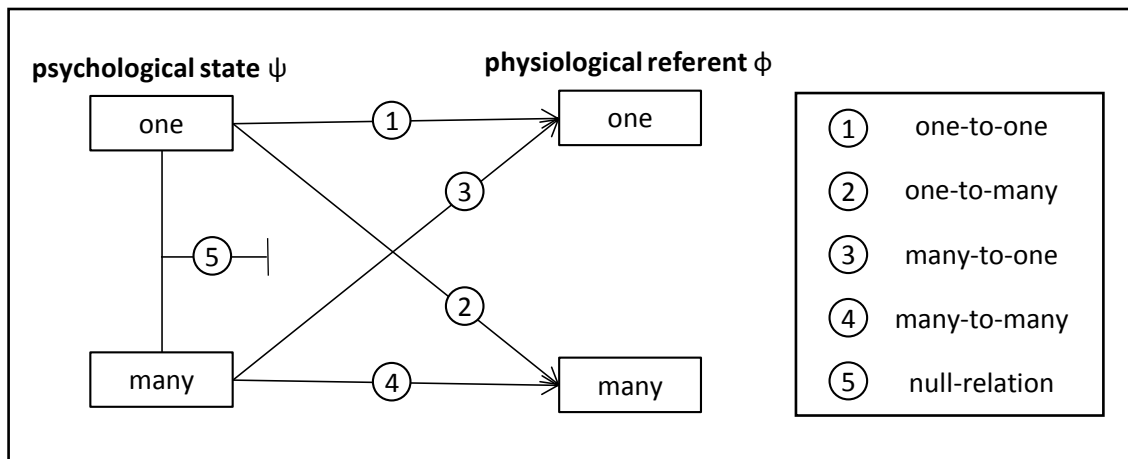 psychological state ψ
physiological referent ϕ
one
1
one
3
5
2
many
4
many
1 one-to-one
2 one-to-many
3 many-to-one
4 many-to-many
5 null-relation